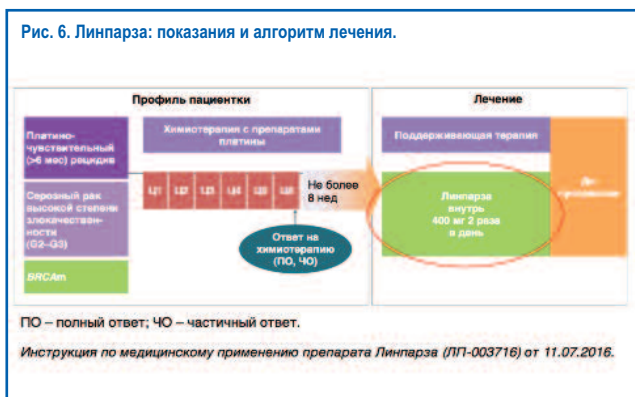 Рис. 6. Линпарза: показания и алгоритм лечения.
Профиль пациентки
Лечение
Платино-
чувствительный
(>6 мес) рецидив
Химиотерапия с препаратами
платины
Поддерживающая терапия
Серозный рак
высокой степени
злокачествен-
ности
(G2–G3)
Не более
8 нед
Линпарза
внутрь
400 мг 2 раза
в день
Ответ на
химиотерапию
(ПО, ЧО)
BRCAm
ПО – полный ответ; ЧО – частичный ответ.
Инструкция по медицинскому применению препарата Линпарза (ЛП-003716) от 11.07.2016.